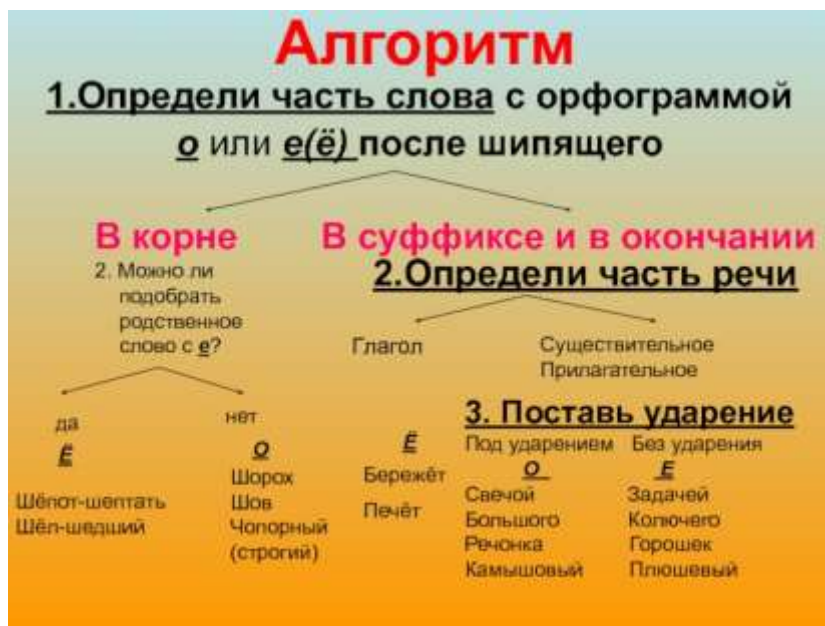 Алгоритм
1.Определи часть слова с орфограммой
о или е(ё) после шипящего
В корне
2. Можно ли
подобрать
родственное
слово с е?
да
Ё
Шёпот-шептать
Шёл-шедший
нет
О
Шорох
Шов
Чопорный
(строгий)
В суффиксе и в окончании
2.Определи часть речи
Глагол
Ё
Бережёт
Печёт
Существительное
Прилагательное
3. Поставь ударение
Под ударением
О
Свечой
Большого
Речонка
Камышовый
Без ударения
Е
Задачей
Колючего
Горошек
Плюшевый